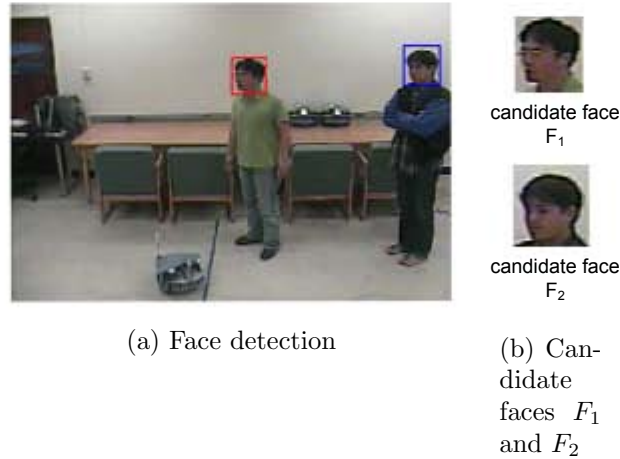 candidate face
F₁
candidate face
F₂
(a) Face detection
(b) Can-
didate
faces F₁
and F₂